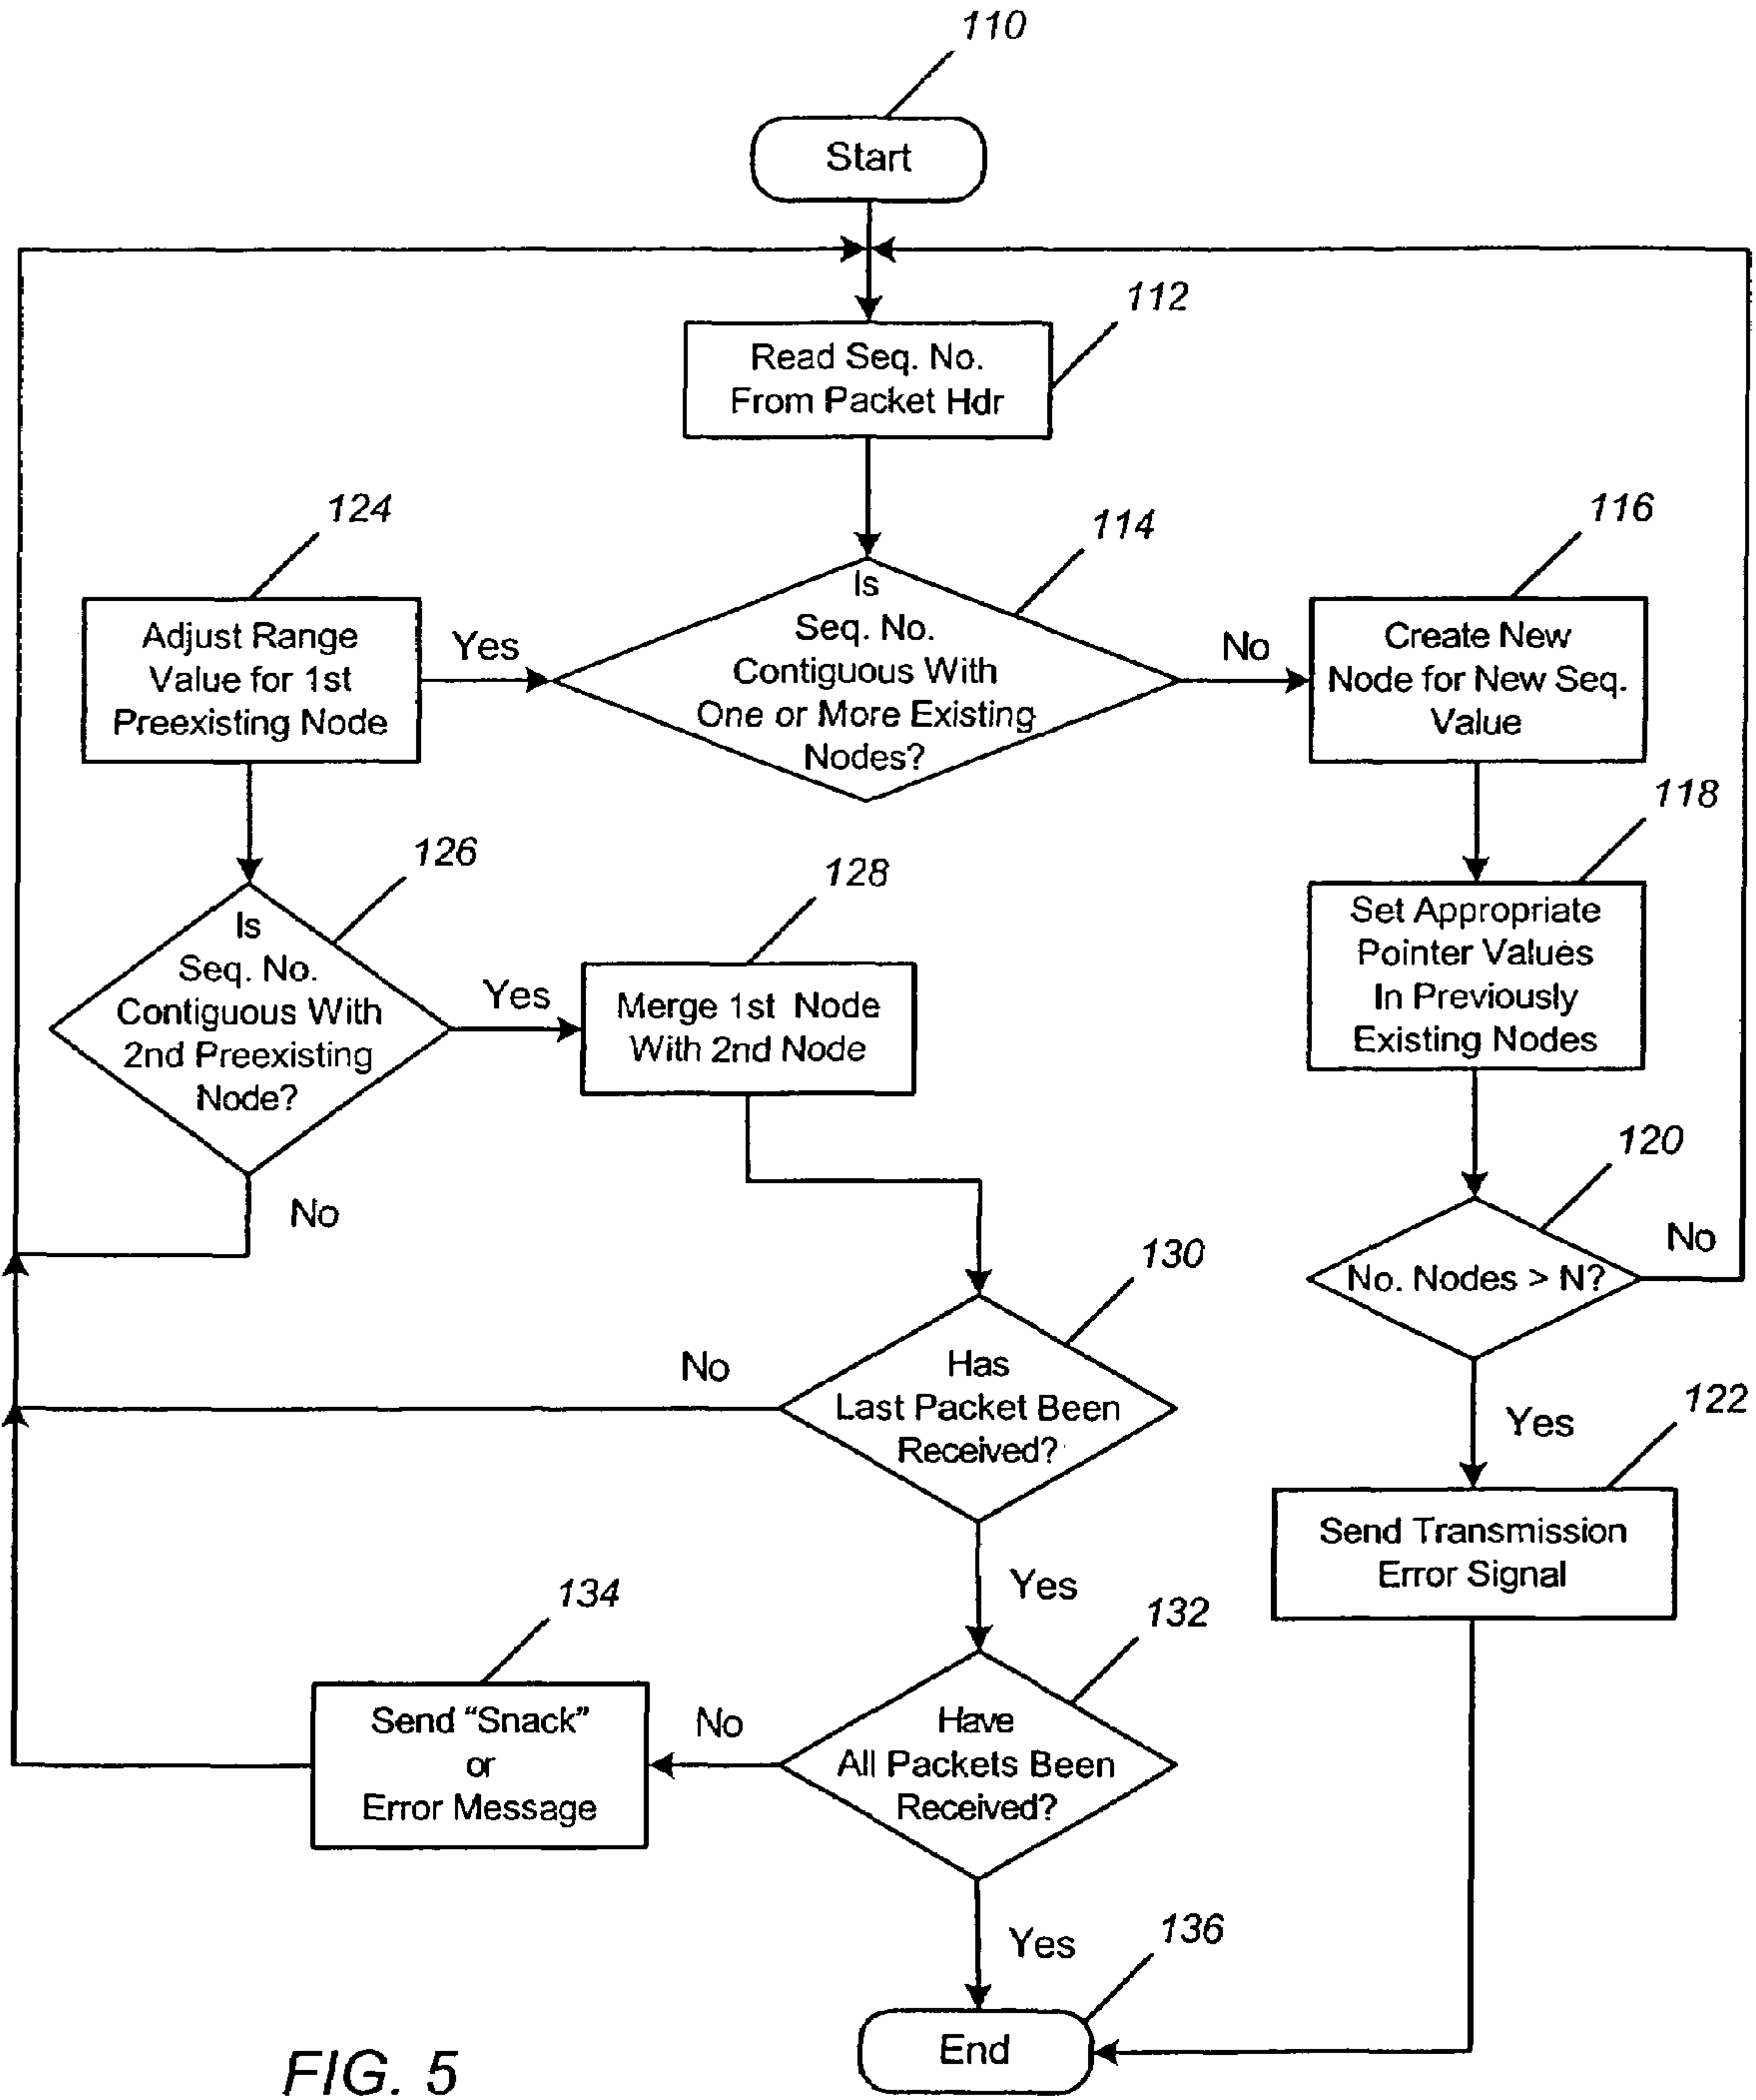 110
Start
112
Read Seq. No.
From Packet Hdr
124
114
116
Adjust Range
Value for 1st
Preexisting Node
Yes
Is
Seq. No.
Contiguous With
One or More Existing
Nodes?
No
Create New
Node for New Seq.
Value
118
126
128
Is
Seq. No.
Contiguous With
2nd Preexisting
Node?
Yes
Merge 1st Node
With 2nd Node
Set Appropriate
Pointer Values
In Previously
Existing Nodes
120
No
No. Nodes > N?
No
130
No
Has
Last Packet Been
Received?
Yes
122
Send Transmission
Error Signal
Yes
134
132
Send “Snack”
or
Error Message
No
Have
All Packets Been
Received?
Yes
136
End
FIG. 5